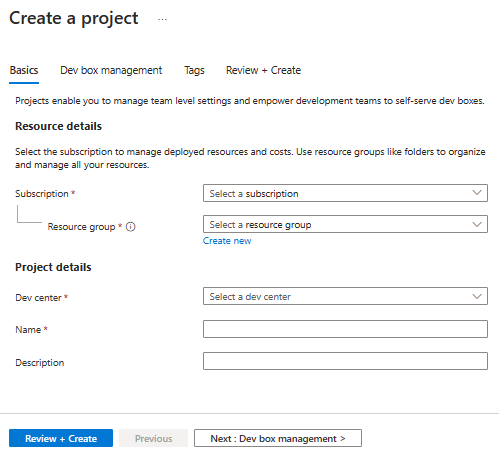 Create a project ...
Basics Dev box management Tags Review + Create
Projects enable you to manage team level settings and empower development teams to self-serve dev boxes.
Resource details
Select the subscription to manage deployed resources and costs. Use resource groups like folders to organize
and manage all your resources.
Subscription * Select a subscription
Resource group * Select a resource group
Create new
Project details
Dev center * Select a dev center
Name *
Description
Review + Create Previous Next : Dev box management >